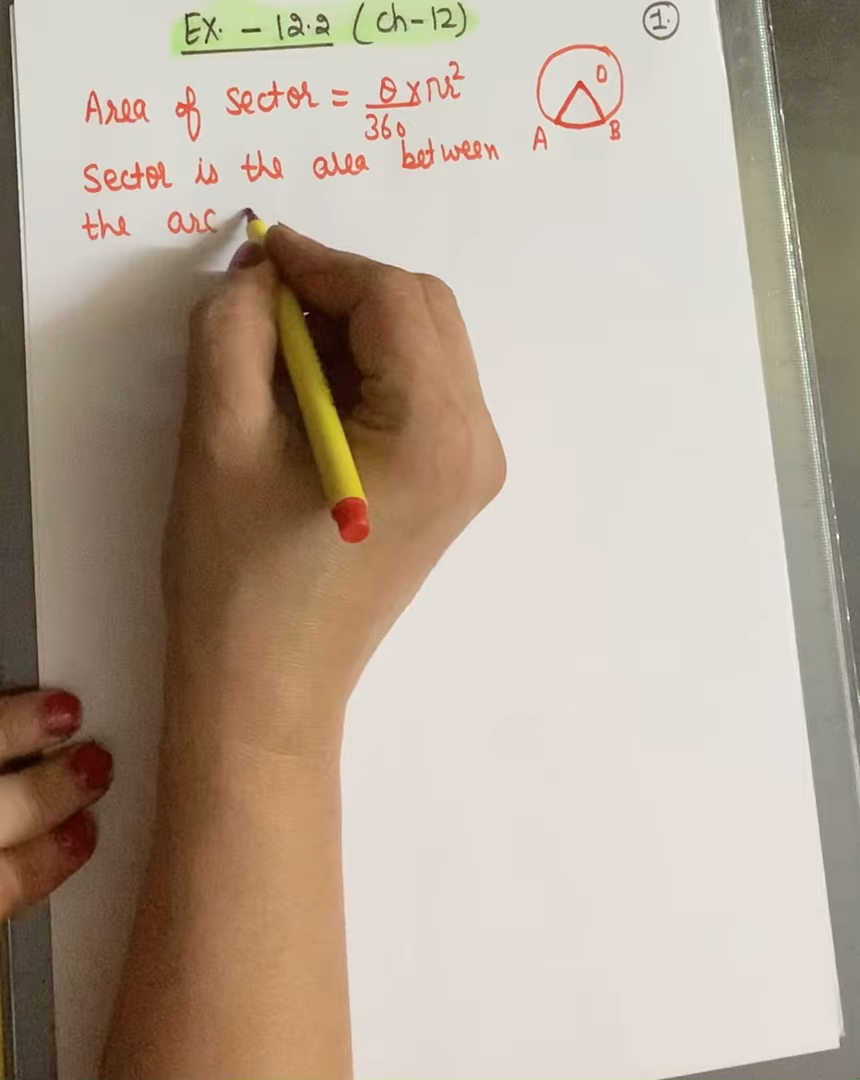 Ex. - 12.2 (Ch-12)
1.
Area of sector = θ/360 × πr²
O
A B
Sector is the area between
the arc